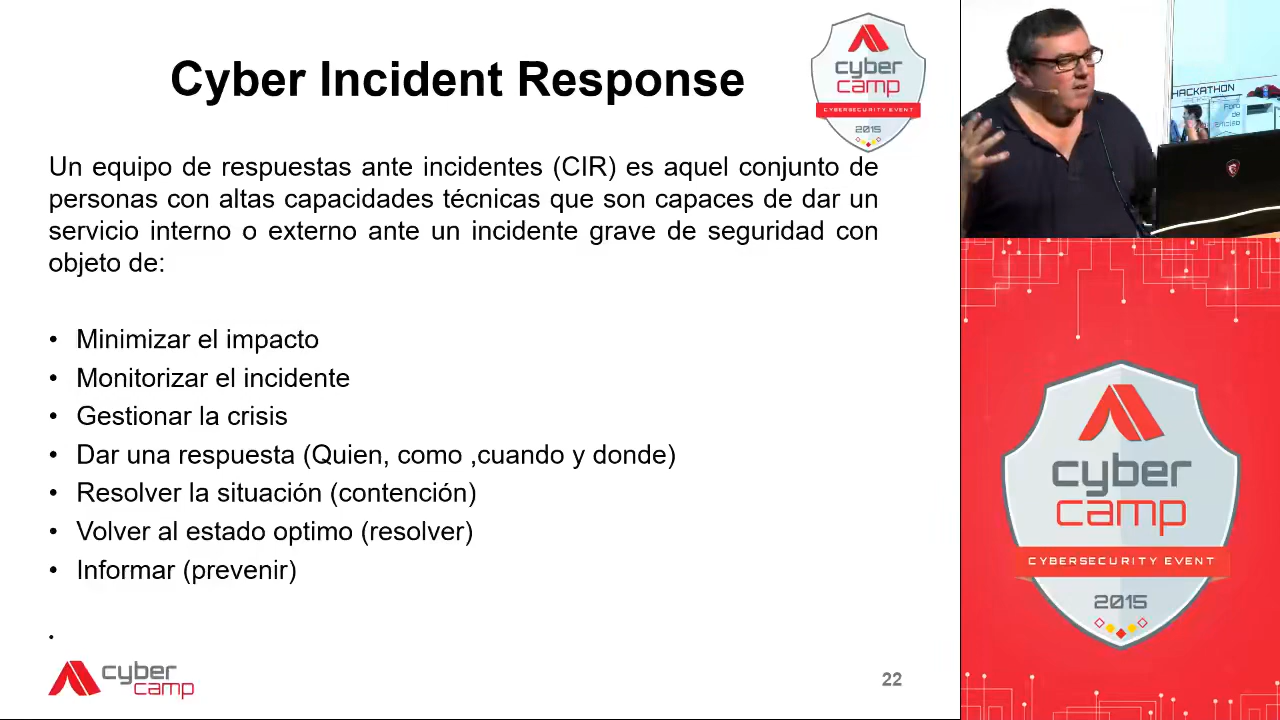 Cyber Incident Response
cyber
camp
CYBERSECURITY EVENT
2015
Un equipo de respuestas ante incidentes (CIR) es aquel conjunto de
personas con altas capacidades técnicas que son capaces de dar un
servicio interno o externo ante un incidente grave de seguridad con
objeto de:
• Minimizar el impacto
• Monitorizar el incidente
• Gestionar la crisis
• Dar una respuesta (Quien, como ,cuando y donde)
• Resolver la situación (contención)
• Volver al estado optimo (resolver)
• Informar (prevenir)
.
cyber
camp
22
HACKATHON
Foro
de
cyber
camp
CYBERSECURITY EVENT
2015